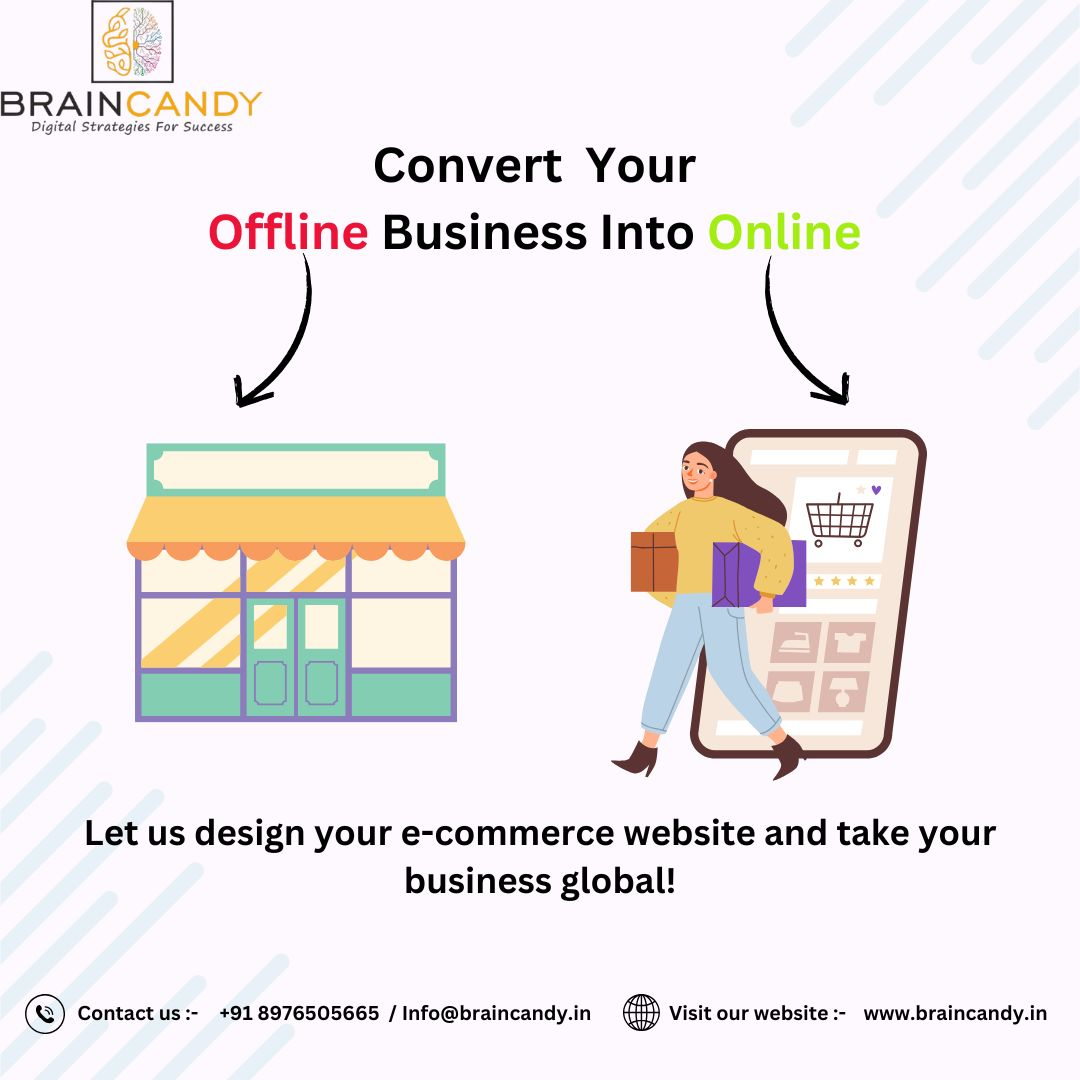 BRAINCANDY
Digital Strategies For Success
Convert Your
Offline Business Into Online
Let us design your e-commerce website and take your
business global!
Contact us :- +91 8976505665 / Info@braincandy.in Visit our website :- www.braincandy.in